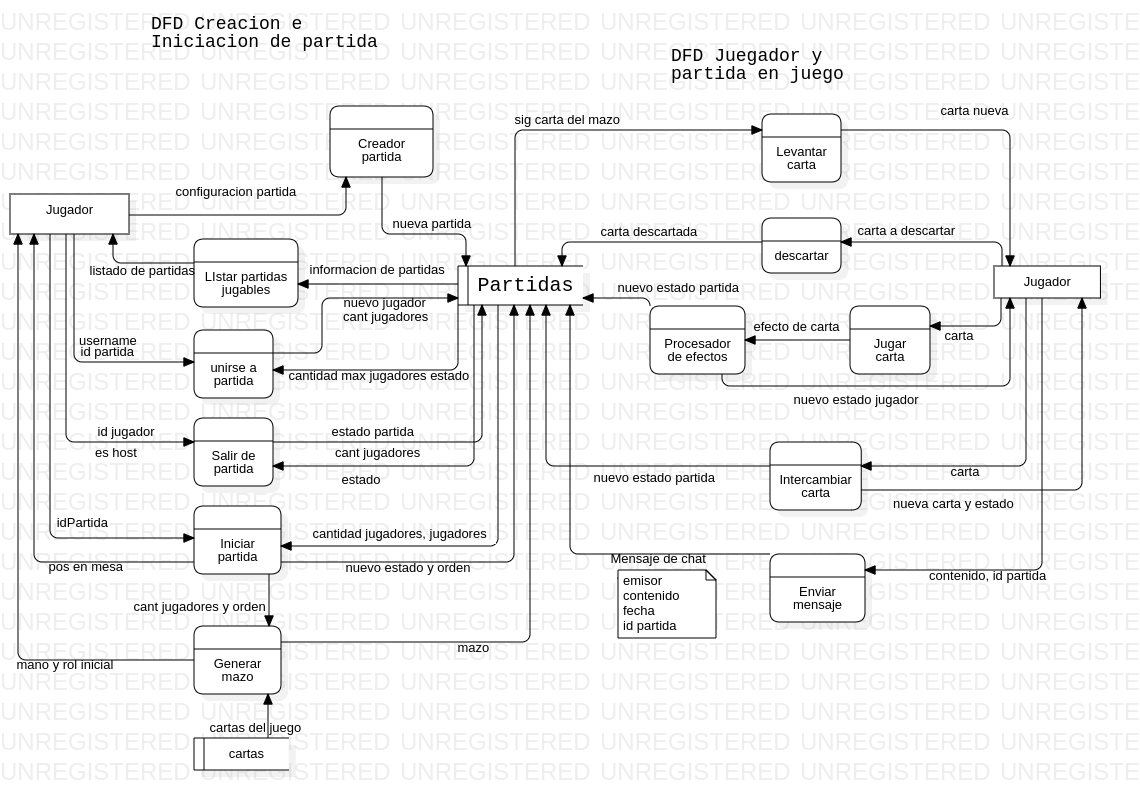 DFD Creacion e
Iniciacion de partida
DFD Juegador y
partida en juego
Creador
partida
Jugador
configuracion partida
nueva partida
listado de partidas
LIstar partidas
jugables
informacion de partidas
Partidas
nuevo jugador
cant jugadores
username
id partida
unirse a
partida
cantidad max jugadores estado
id jugador
es host
Salir de
partida
estado partida
cant jugadores
estado
idPartida
Iniciar
partida
cantidad jugadores, jugadores
pos en mesa
nuevo estado y orden
cant jugadores y orden
Generar
mazo
mazo
mano y rol inicial
cartas del juego
cartas
sig carta del mazo
Levantar
carta
carta nueva
carta descartada
descartar
carta a descartar
Jugador
nuevo estado partida
Procesador
de efectos
efecto de carta
Jugar
carta
carta
nuevo estado jugador
nuevo estado partida
Intercambiar
carta
carta
nueva carta y estado
Mensaje de chat
emisor
contenido
fecha
id partida
Enviar
mensaje
contenido, id partida
UNREGISTERED